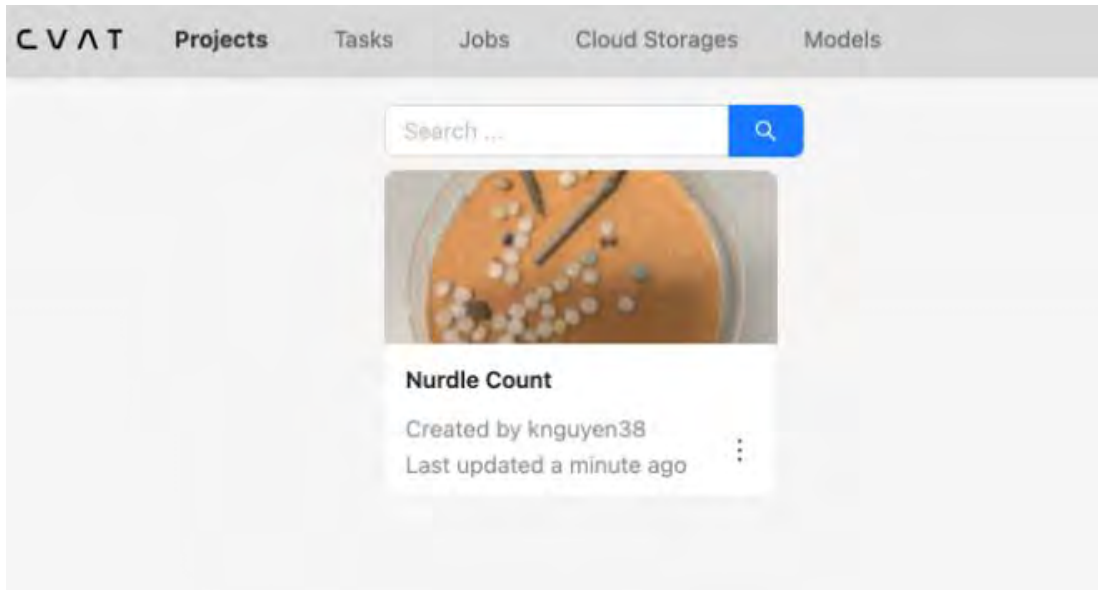 CVAT Projects Tasks Jobs Cloud Storages Models
Search ...
Nurdle Count
Created by knguyen38
Last updated a minute ago